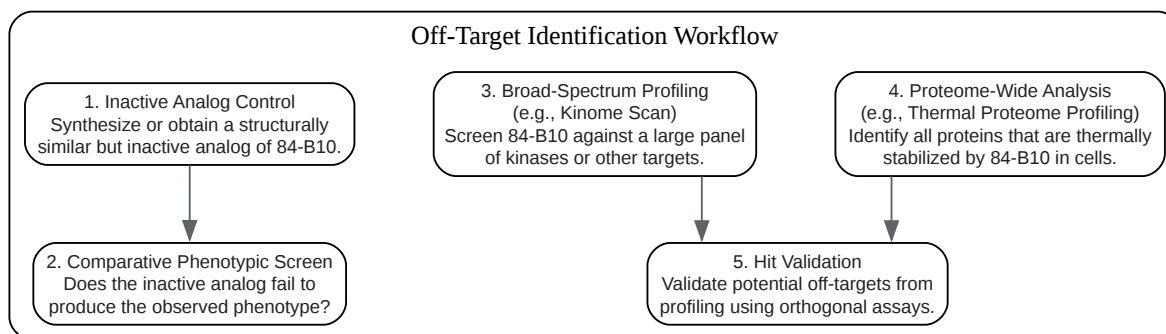 Off-Target Identification Workflow
1. Inactive Analog Control
Synthesize or obtain a structurally
similar but inactive analog of 84-B10.
3. Broad-Spectrum Profiling
(e.g., Kinome Scan)
Screen 84-B10 against a large panel
of kinases or other targets.
4. Proteome-Wide Analysis
(e.g., Thermal Proteome Profiling)
Identify all proteins that are thermally
stabilized by 84-B10 in cells.
2. Comparative Phenotypic Screen
Does the inactive analog fail to
produce the observed phenotype?
5. Hit Validation
Validate potential off-targets from
profiling using orthogonal assays.